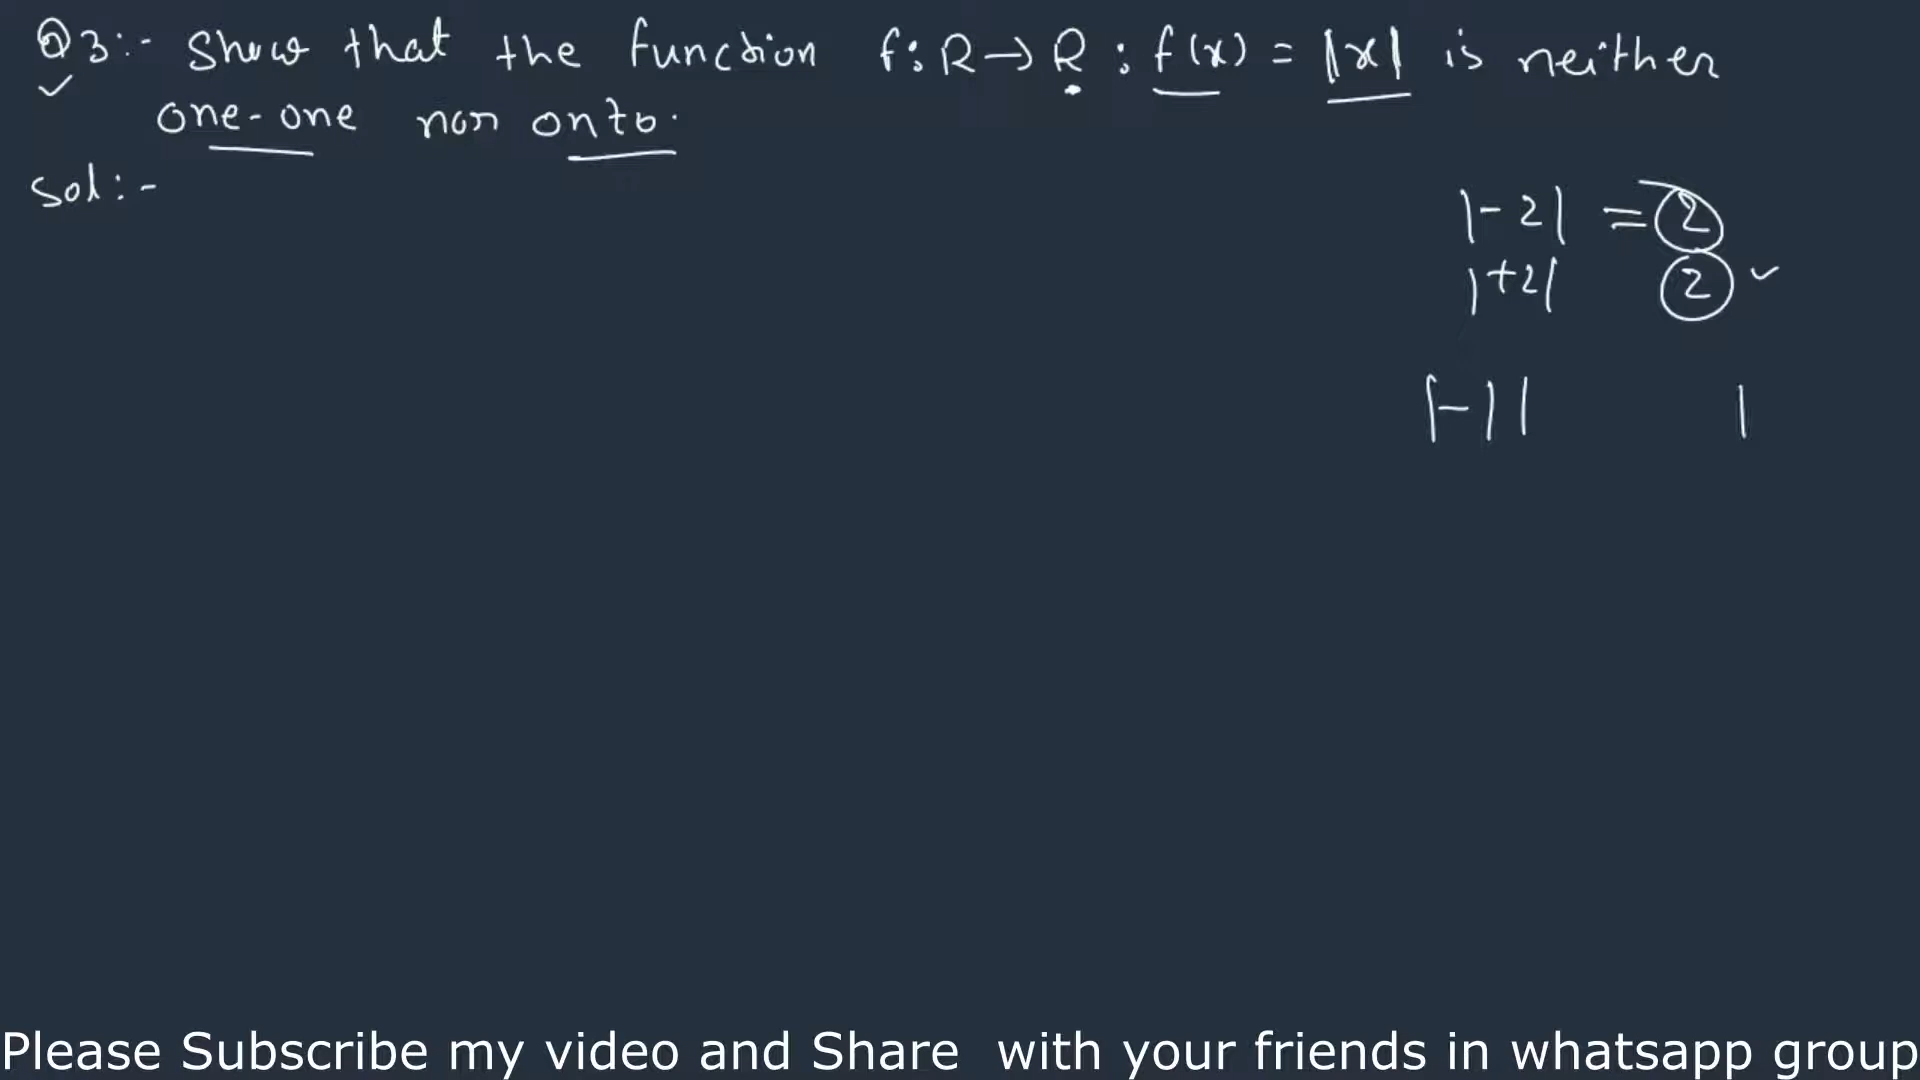 Q3:- Show that the function f: R→R : f(x) = |x| is neither
one-one nor onto.
Sol:-
|-2| = 2
|+2| 2
|-1| 1
Please Subscribe my video and Share with your friends in whatsapp group